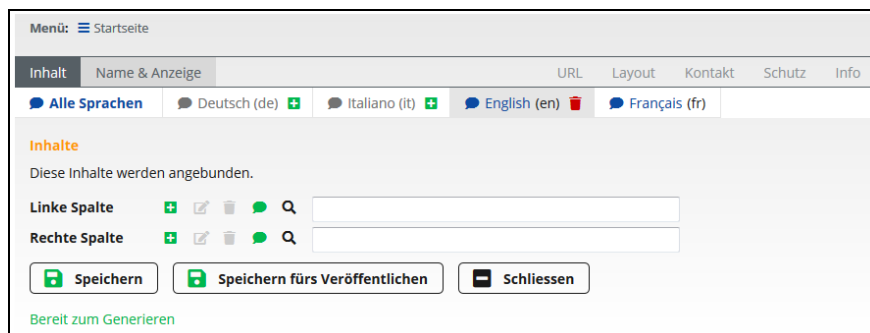 Menü: Startseite
Inhalt Name & Anzeige URL Layout Kontakt Schutz Info
Alle Sprachen Deutsch (de) Italiano (it) English (en) Français (fr)
Inhalte
Diese Inhalte werden angebunden.
Linke Spalte
Rechte Spalte
Speichern Speichern fürs Veröffentlichen Schliessen
Bereit zum Generieren